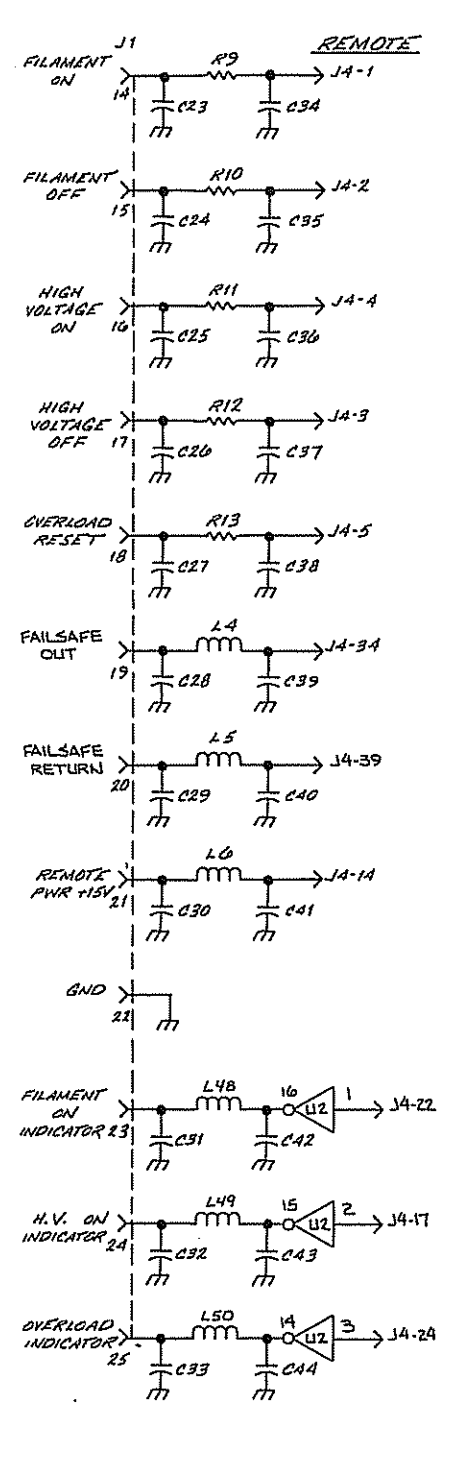 J1 REMOTE
FILAMENT ON 14 R9 J4-1
C23 C34
FILAMENT OFF 15 R10 J4-2
C24 C35
HIGH VOLTAGE ON 16 R11 J4-4
C25 C36
HIGH VOLTAGE OFF 17 R12 J4-3
C26 C37
OVERLOAD RESET 18 R13 J4-5
C27 C38
FAILSAFE OUT 19 L4 J4-34
C28 C39
FAILSAFE RETURN 20 L5 J4-39
C29 C40
REMOTE PWR +15V 21 L6 J4-14
C30 C41
GND 22
FILAMENT ON INDICATOR 23 L48 16 U2 1 J4-22
C31 C42
H.V. ON INDICATOR 24 L49 15 U2 2 J4-17
C32 C43
OVERLOAD INDICATOR 25 L50 14 U2 3 J4-24
C33 C44